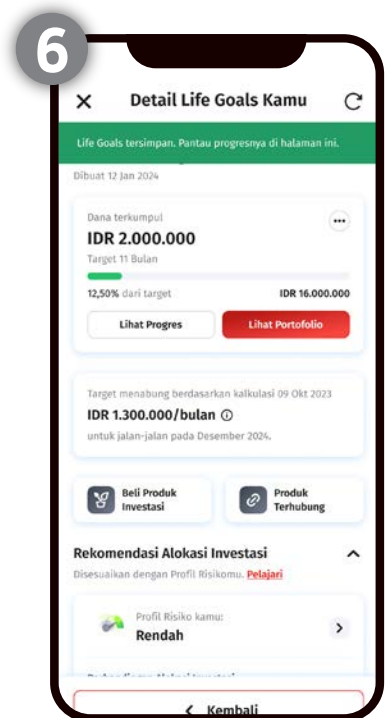 6
Detail Life Goals Kamu
Life Goals tersimpan. Pantau progresnya di halaman ini.
Dibuat 12 Jan 2024
Dana terkumpul
IDR 2.000.000
Target 11 Bulan
12,50% dari target
IDR 16.000.000
Lihat Progres
Lihat Portofolio
Target menabung berdasarkan kalkulasi 09 Okt 2023
IDR 1.300.000/bulan
untuk jalan-jalan pada Desember 2024.
Beli Produk
Investasi
Produk
Terhubung
Rekomendasi Alokasi Investasi
Disesuaikan dengan Profil Risikomu. Pelajari
Profil Risiko kamu:
Rendah
Kembali